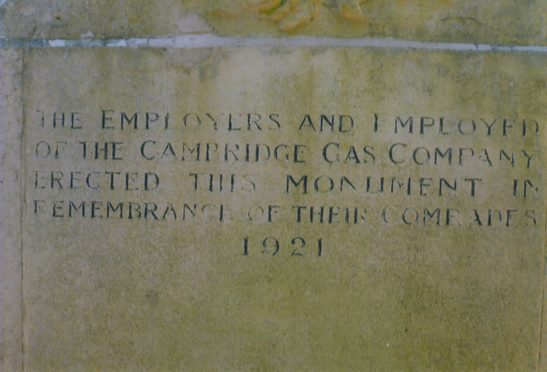 THE EMPLOYERS AND EMPLOYED
OF THE CAMBRIDGE GAS COMPANY
ERECTED THIS MONUMENT IN
REMEMBRANCE OF THEIR COMRADES
1921